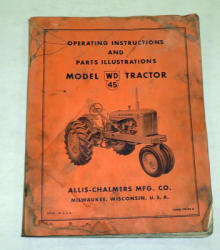 OPERATING INSTRUCTIONS
AND
PARTS ILLUSTRATIONS
MODEL WD 45 TRACTOR
ALLIS-CHALMERS MFG. CO.
MILWAUKEE, WISCONSIN, U. S. A.